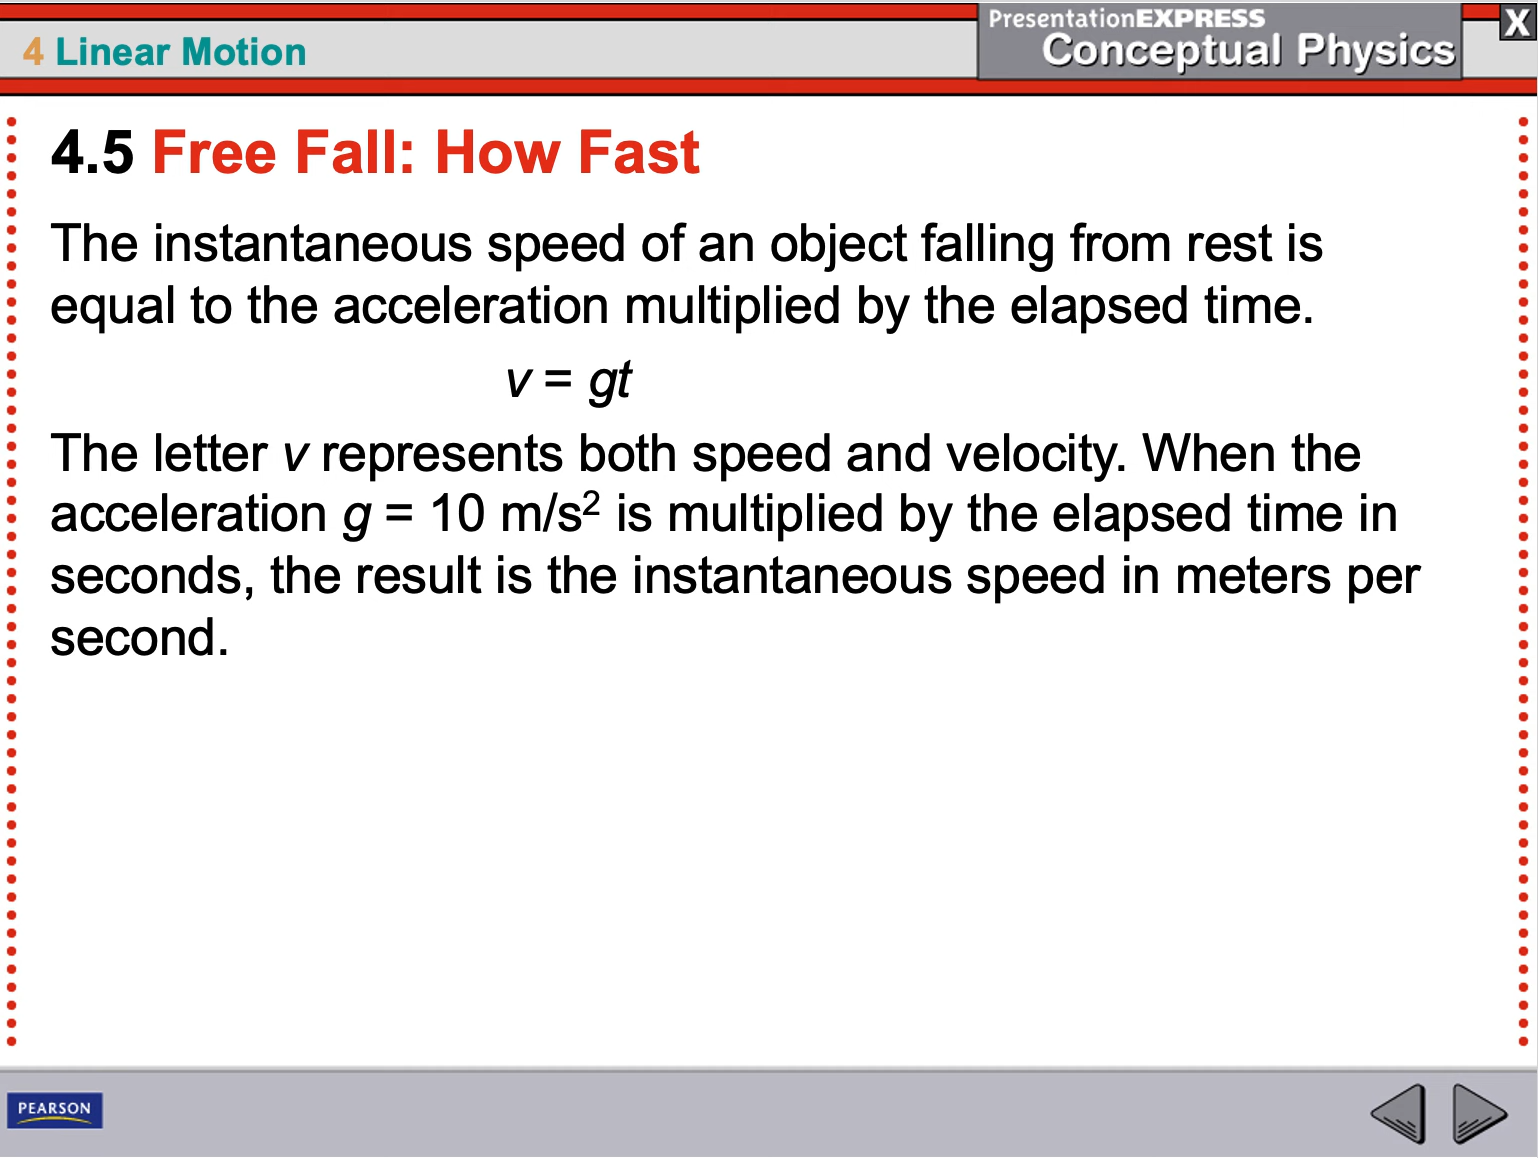 4 Linear Motion
PresentationEXPRESS
Conceptual Physics
X
4.5 Free Fall: How Fast
The instantaneous speed of an object falling from rest is
equal to the acceleration multiplied by the elapsed time.
v = gt
The letter v represents both speed and velocity. When the
acceleration g = 10 m/s² is multiplied by the elapsed time in
seconds, the result is the instantaneous speed in meters per
second.
PEARSON